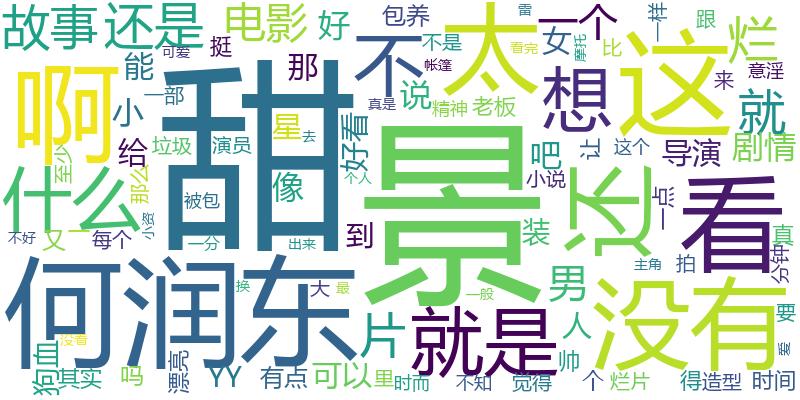 故事
还是
电影
好
包养
雷
一样
跟
烂
一个
女
比
摩托
看完
不是
帐篷
可爱
挺
那
能
不
太
想
这
意淫
来
啊
小
一部
甜
真是
说
精神
老板
就
给
垃圾
演员
星
去
好看
景
吧
让
这个
导演
剧情
至少
那么
什么
被包
像
个人
小说
还
一点
看
不好
又
一
每个
小资
一分
出来
到
装
主角
拍
真
分钟
何润东
换
大
最
一般
男
没有
要
没看
片
就是
人
帅
爱
狗血
其实
吗
漂亮
YY
有点
可以
里
时而
不知
觉得
个
烂片
得
造型
时间